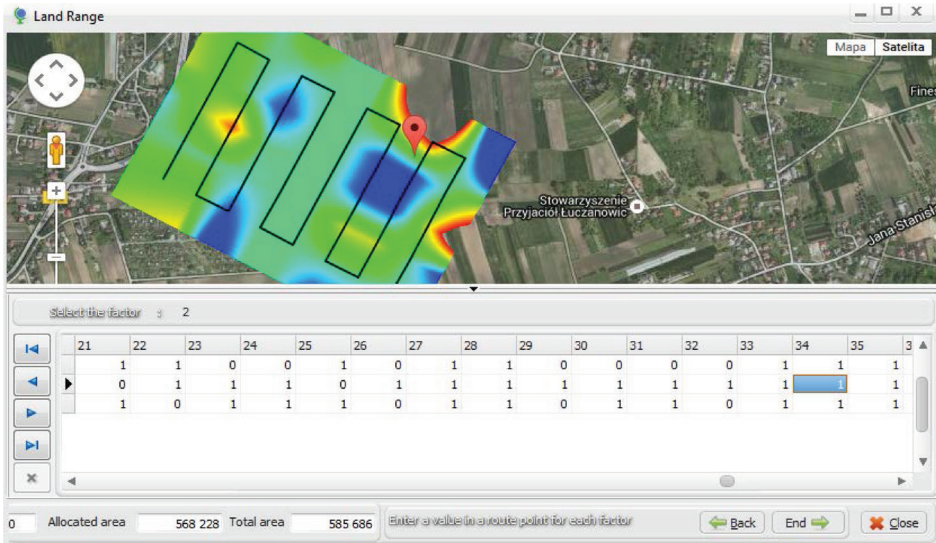 Land Range
Mapa Satelita
Fines
Stowarzyszenie
Przyjaciół Łuczanowic
Jana Stanisł
Select the factor : 2
21 22 23 24 25 26 27 28 29 30 31 32 33 34 35 3
1 1 0 0 1 0 1 1 0 0 0 0 1 1 1
0 1 1 1 0 1 1 1 1 1 1 1 1 1 1
1 0 1 1 1 0 1 1 0 1 1 0 1 1 1
0 Allocated area 568 228 Total area 585 686 Enter a value in a route point for each factor Back End Close